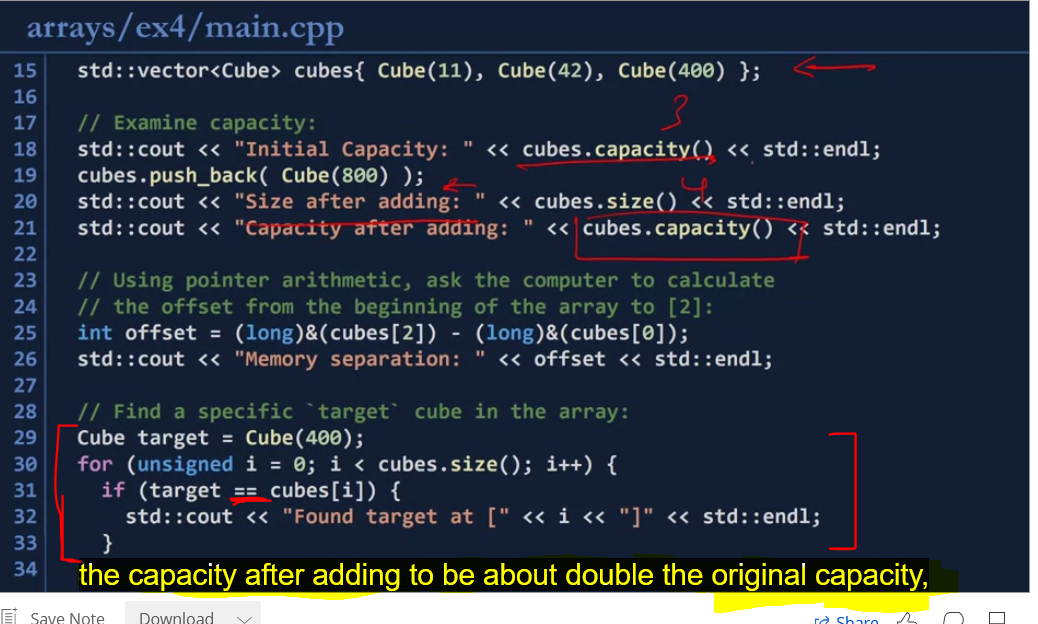 arrays/ex4/main.cpp
15 std::vector<Cube> cubes{ Cube(11), Cube(42), Cube(400) };
16
3
17 // Examine capacity:
18 std::cout << "Initial Capacity: " << cubes.capacity() << std::endl;
19 cubes.push_back( Cube(800) );
4
20 std::cout << "Size after adding: " << cubes.size() << std::endl;
21 std::cout << "Capacity after adding: " << cubes.capacity() << std::endl;
22
23 // Using pointer arithmetic, ask the computer to calculate
24 // the offset from the beginning of the array to [2]:
25 int offset = (long)&(cubes[2]) - (long)&(cubes[0]);
26 std::cout << "Memory separation: " << offset << std::endl;
27
28 // Find a specific `target` cube in the array:
29 Cube target = Cube(400);
30 for (unsigned i = 0; i < cubes.size(); i++) {
31 if (target == cubes[i]) {
32 std::cout << "Found target at [" << i << "]" << std::endl;
33 }
34
the capacity after adding to be about double the original capacity,
Save Note Download Share